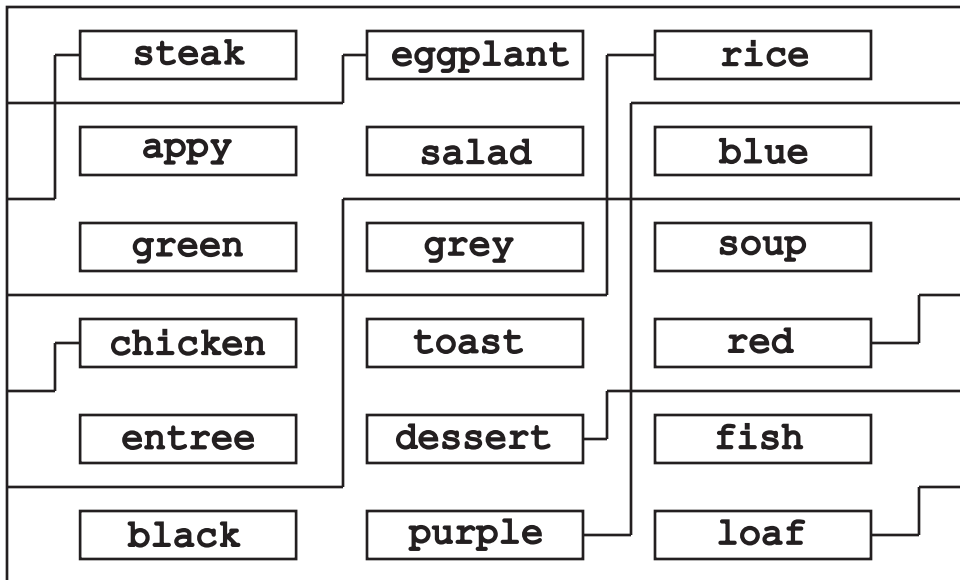 steak eggplant rice
appy salad blue
green grey soup
chicken toast red
entree dessert fish
black purple loaf